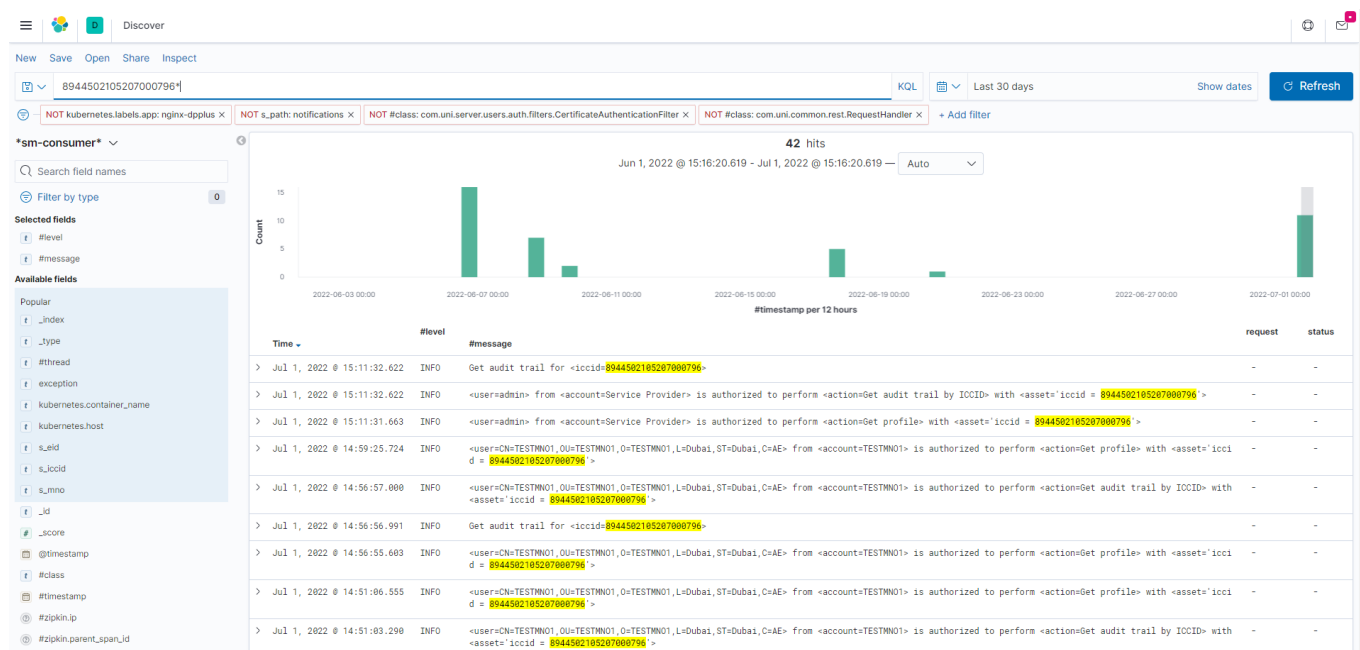 D Discover
New Save Open Share Inspect
8944502105207000796* KQL Last 30 days Show dates Refresh
NOT kubernetes.labels.app: nginx-dpplus × NOT s_path: notifications × NOT #class: com.uni.server.users.auth.filters.CertificateAuthenticationFilter × NOT #class: com.uni.common.rest.RequestHandler × + Add filter
*sm-consumer*
Search field names
Filter by type 0
Selected fields
t #level
t #message
Available fields
Popular
t _index
t _type
t #thread
t exception
t kubernetes.container_name
t kubernetes.host
t s_eid
t s_iccid
t s_mno
t _id
# _score
@timestamp
t #class
#timestamp
#zipkin.ip
#zipkin.parent_span_id
42 hits
Jun 1, 2022 @ 15:16:20.619 - Jul 1, 2022 @ 15:16:20.619 — Auto
Count
15
10
5
0
2022-06-03 00:00 2022-06-07 00:00 2022-06-11 00:00 2022-06-15 00:00 2022-06-19 00:00 2022-06-23 00:00 2022-06-27 00:00 2022-07-01 00:00
#timestamp per 12 hours
Time #level #message request status
Jul 1, 2022 @ 15:11:32.622 INFO Get audit trail for <iccid=8944502105207000796> - -
Jul 1, 2022 @ 15:11:32.622 INFO <user=admin> from <account=Service Provider> is authorized to perform <action=Get audit trail by ICCID> with <asset='iccid = 8944502105207000796'> - -
Jul 1, 2022 @ 15:11:31.663 INFO <user=admin> from <account=Service Provider> is authorized to perform <action=Get profile> with <asset='iccid = 8944502105207000796'> - -
Jul 1, 2022 @ 14:59:25.724 INFO <user=CN=TESTMNO1,OU=TESTMNO1,O=TESTMNO1,L=Dubai,ST=Dubai,C=AE> from <account=TESTMNO1> is authorized to perform <action=Get profile> with <asset='icci - -
d = 8944502105207000796'>
Jul 1, 2022 @ 14:56:57.000 INFO <user=CN=TESTMNO1,OU=TESTMNO1,O=TESTMNO1,L=Dubai,ST=Dubai,C=AE> from <account=TESTMNO1> is authorized to perform <action=Get audit trail by ICCID> with - -
<asset='iccid = 8944502105207000796'>
Jul 1, 2022 @ 14:56:56.991 INFO Get audit trail for <iccid=8944502105207000796> - -
Jul 1, 2022 @ 14:56:55.603 INFO <user=CN=TESTMNO1,OU=TESTMNO1,O=TESTMNO1,L=Dubai,ST=Dubai,C=AE> from <account=TESTMNO1> is authorized to perform <action=Get profile> with <asset='icci - -
d = 8944502105207000796'>
Jul 1, 2022 @ 14:51:06.555 INFO <user=CN=TESTMNO1,OU=TESTMNO1,O=TESTMNO1,L=Dubai,ST=Dubai,C=AE> from <account=TESTMNO1> is authorized to perform <action=Get profile> with <asset='icci - -
d = 8944502105207000796'>
Jul 1, 2022 @ 14:51:03.290 INFO <user=CN=TESTMNO1,OU=TESTMNO1,O=TESTMNO1,L=Dubai,ST=Dubai,C=AE> from <account=TESTMNO1> is authorized to perform <action=Get audit trail by ICCID> with - -
<asset='iccid = 8944502105207000796'>